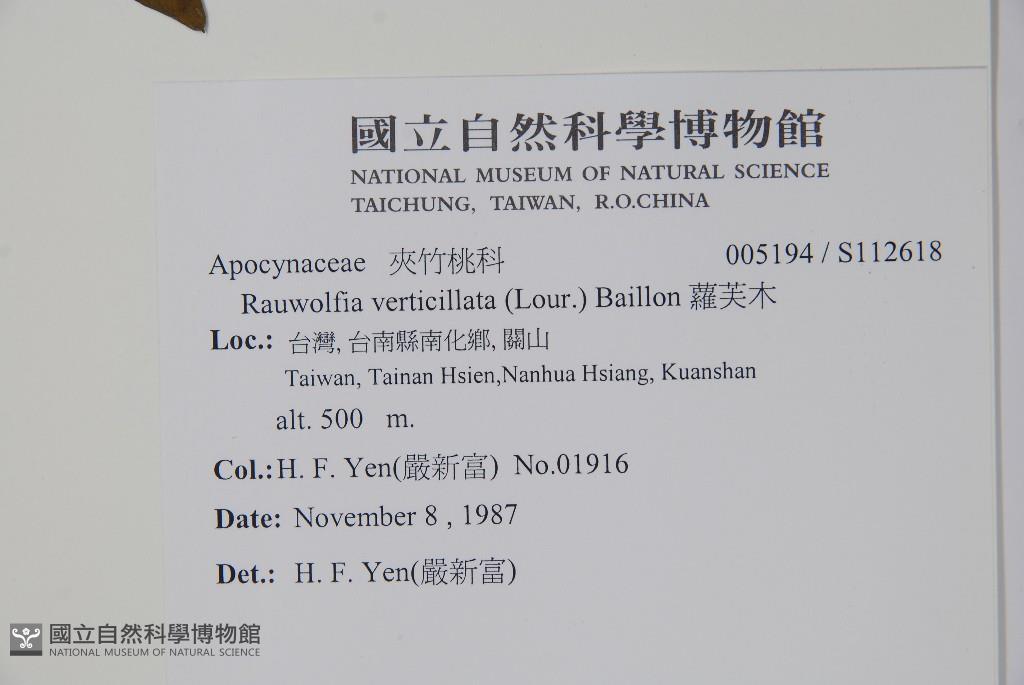 國立自然科學博物館
NATIONAL MUSEUM OF NATURAL SCIENCE
TAICHUNG, TAIWAN, R.O.CHINA
Apocynaceae 夾竹桃科 005194 / S112618
Rauwolfia verticillata (Lour.) Baillon 蘿芙木
Loc.: 台灣, 台南縣南化鄉, 關山
Taiwan, Tainan Hsien,Nanhua Hsiang, Kuanshan
alt. 500 m.
Col.: H. F. Yen(嚴新富) No.01916
Date: November 8 , 1987
Det.: H. F. Yen(嚴新富)
國立自然科學博物館
NATIONAL MUSEUM OF NATURAL SCIENCE